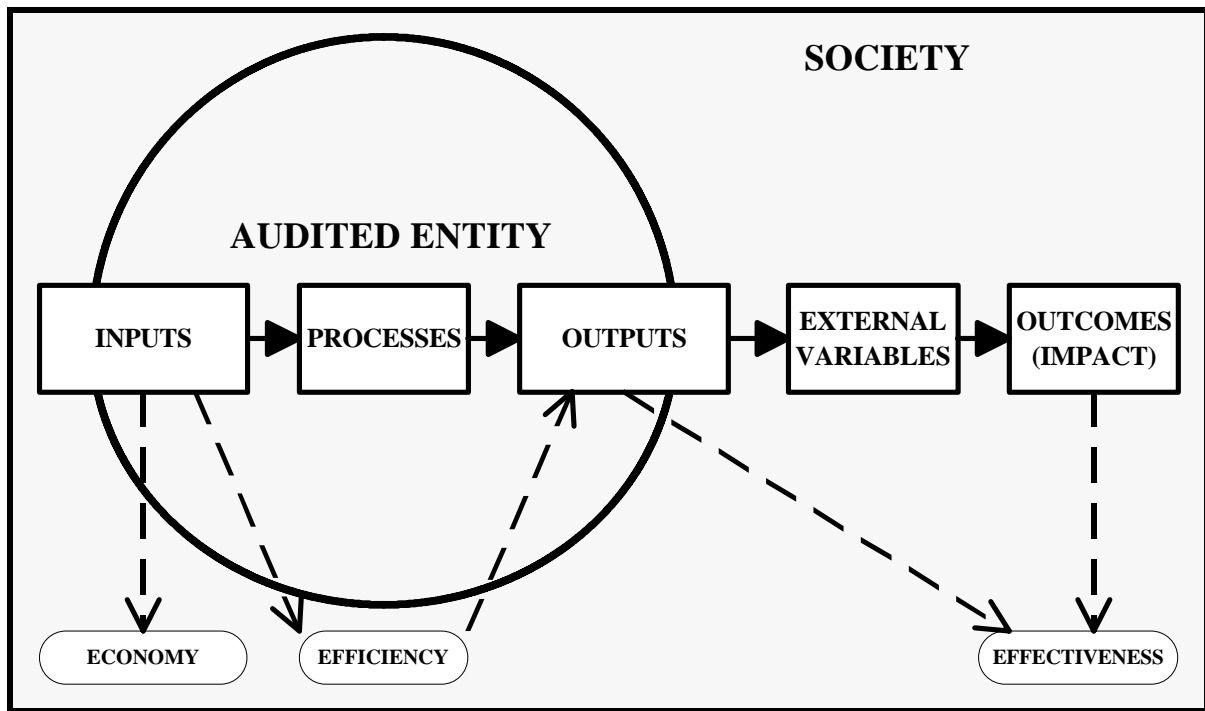 SOCIETY
AUDITED ENTITY
INPUTS
PROCESSES
OUTPUTS
EXTERNAL
VARIABLES
OUTCOMES
(IMPACT)
ECONOMY
EFFICIENCY
EFFECTIVENESS